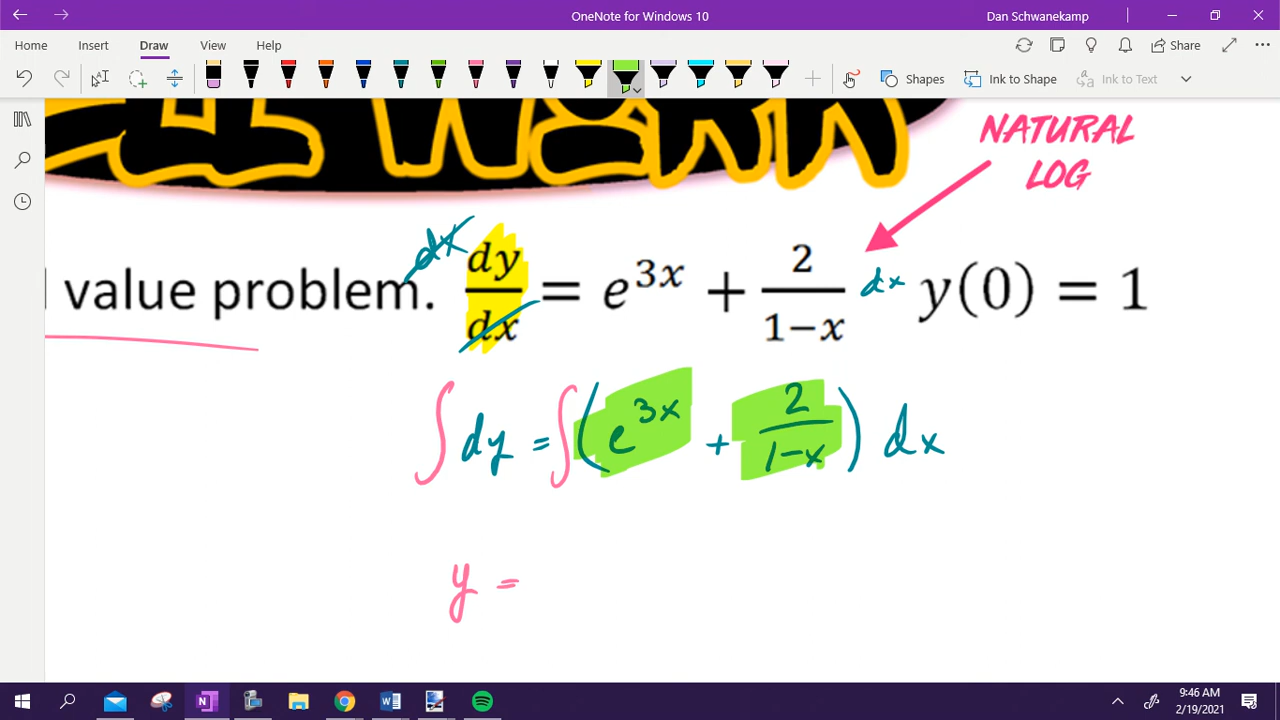 OneNote for Windows 10
Dan Schwanekamp
Home Insert Draw View Help
Share
Shapes Ink to Shape Ink to Text
NATURAL
LOG
value problem. dx dy/dx = e^{3x} + 2/(1−x) dx y(0) = 1
∫ dy = ∫ (e^{3x} + 2/(1−x)) dx
y =
9:46 AM
2/19/2021